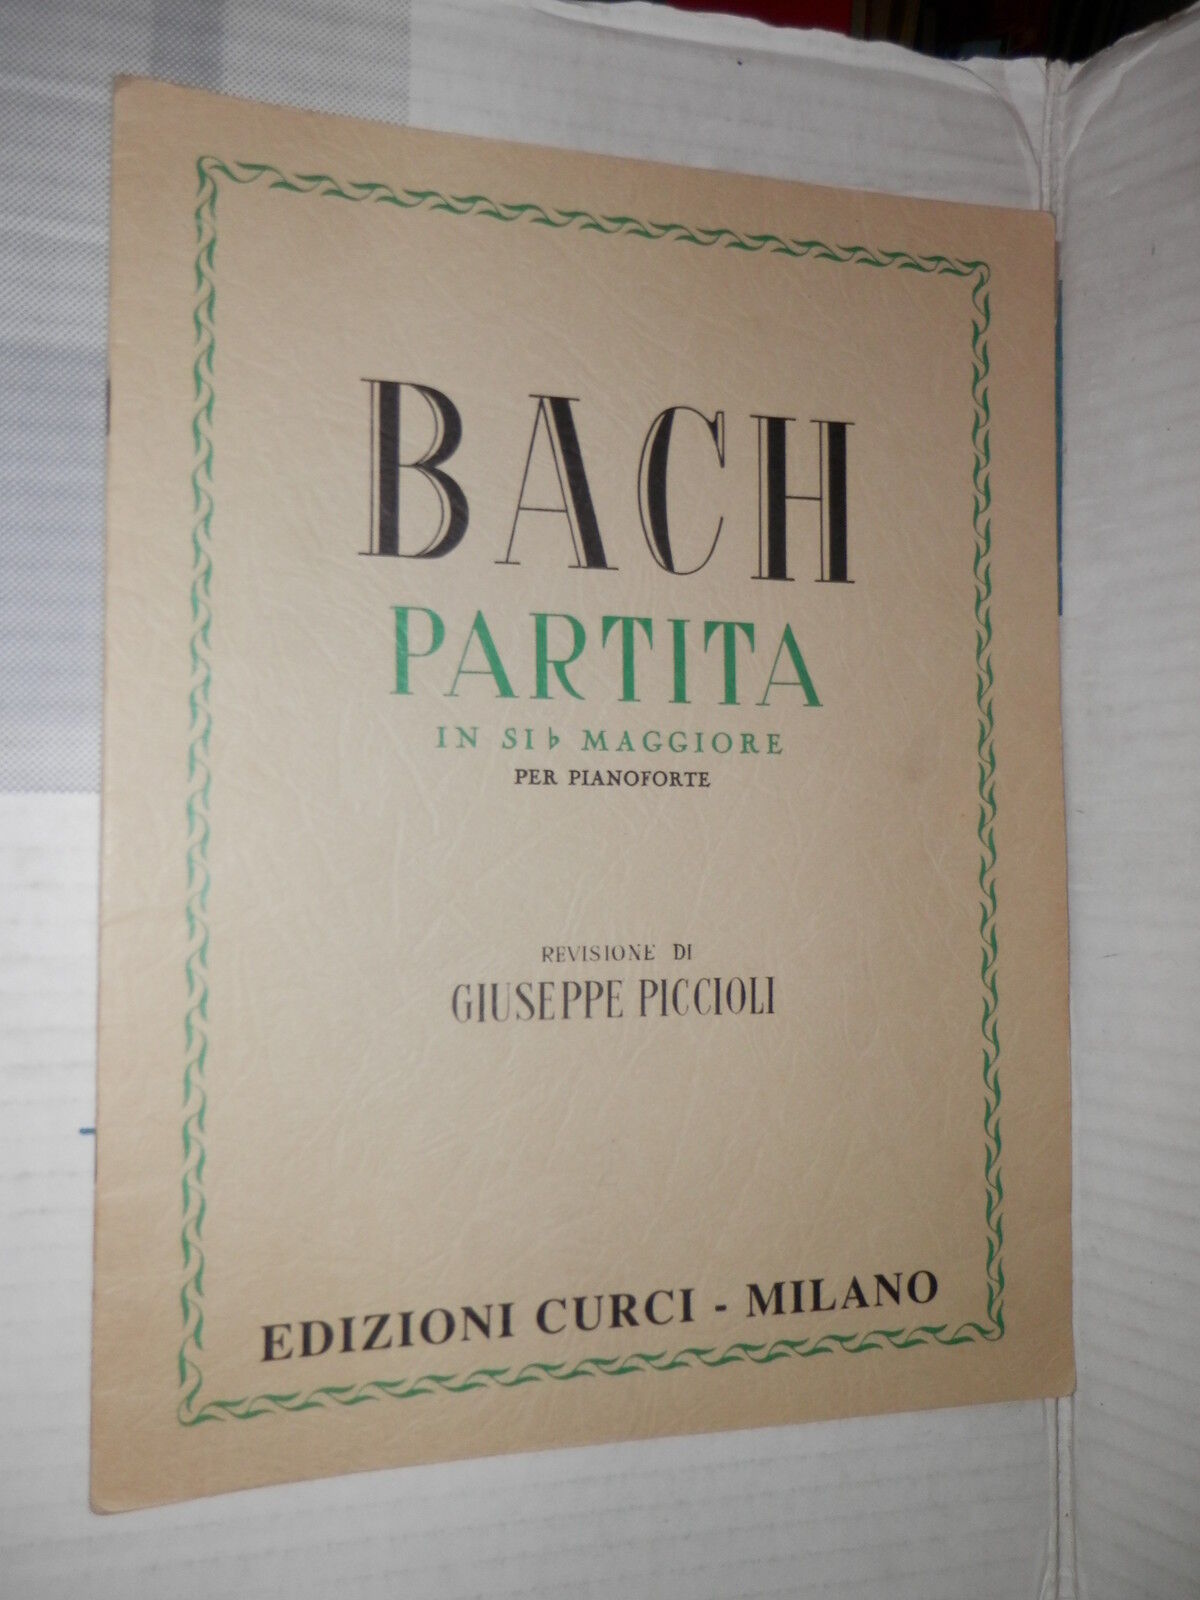 BACH
PARTITA
IN SI♭ MAGGIORE
PER PIANOFORTE
REVISIONE DI
GIUSEPPE PICCIOLI
EDIZIONI CURCI - MILANO